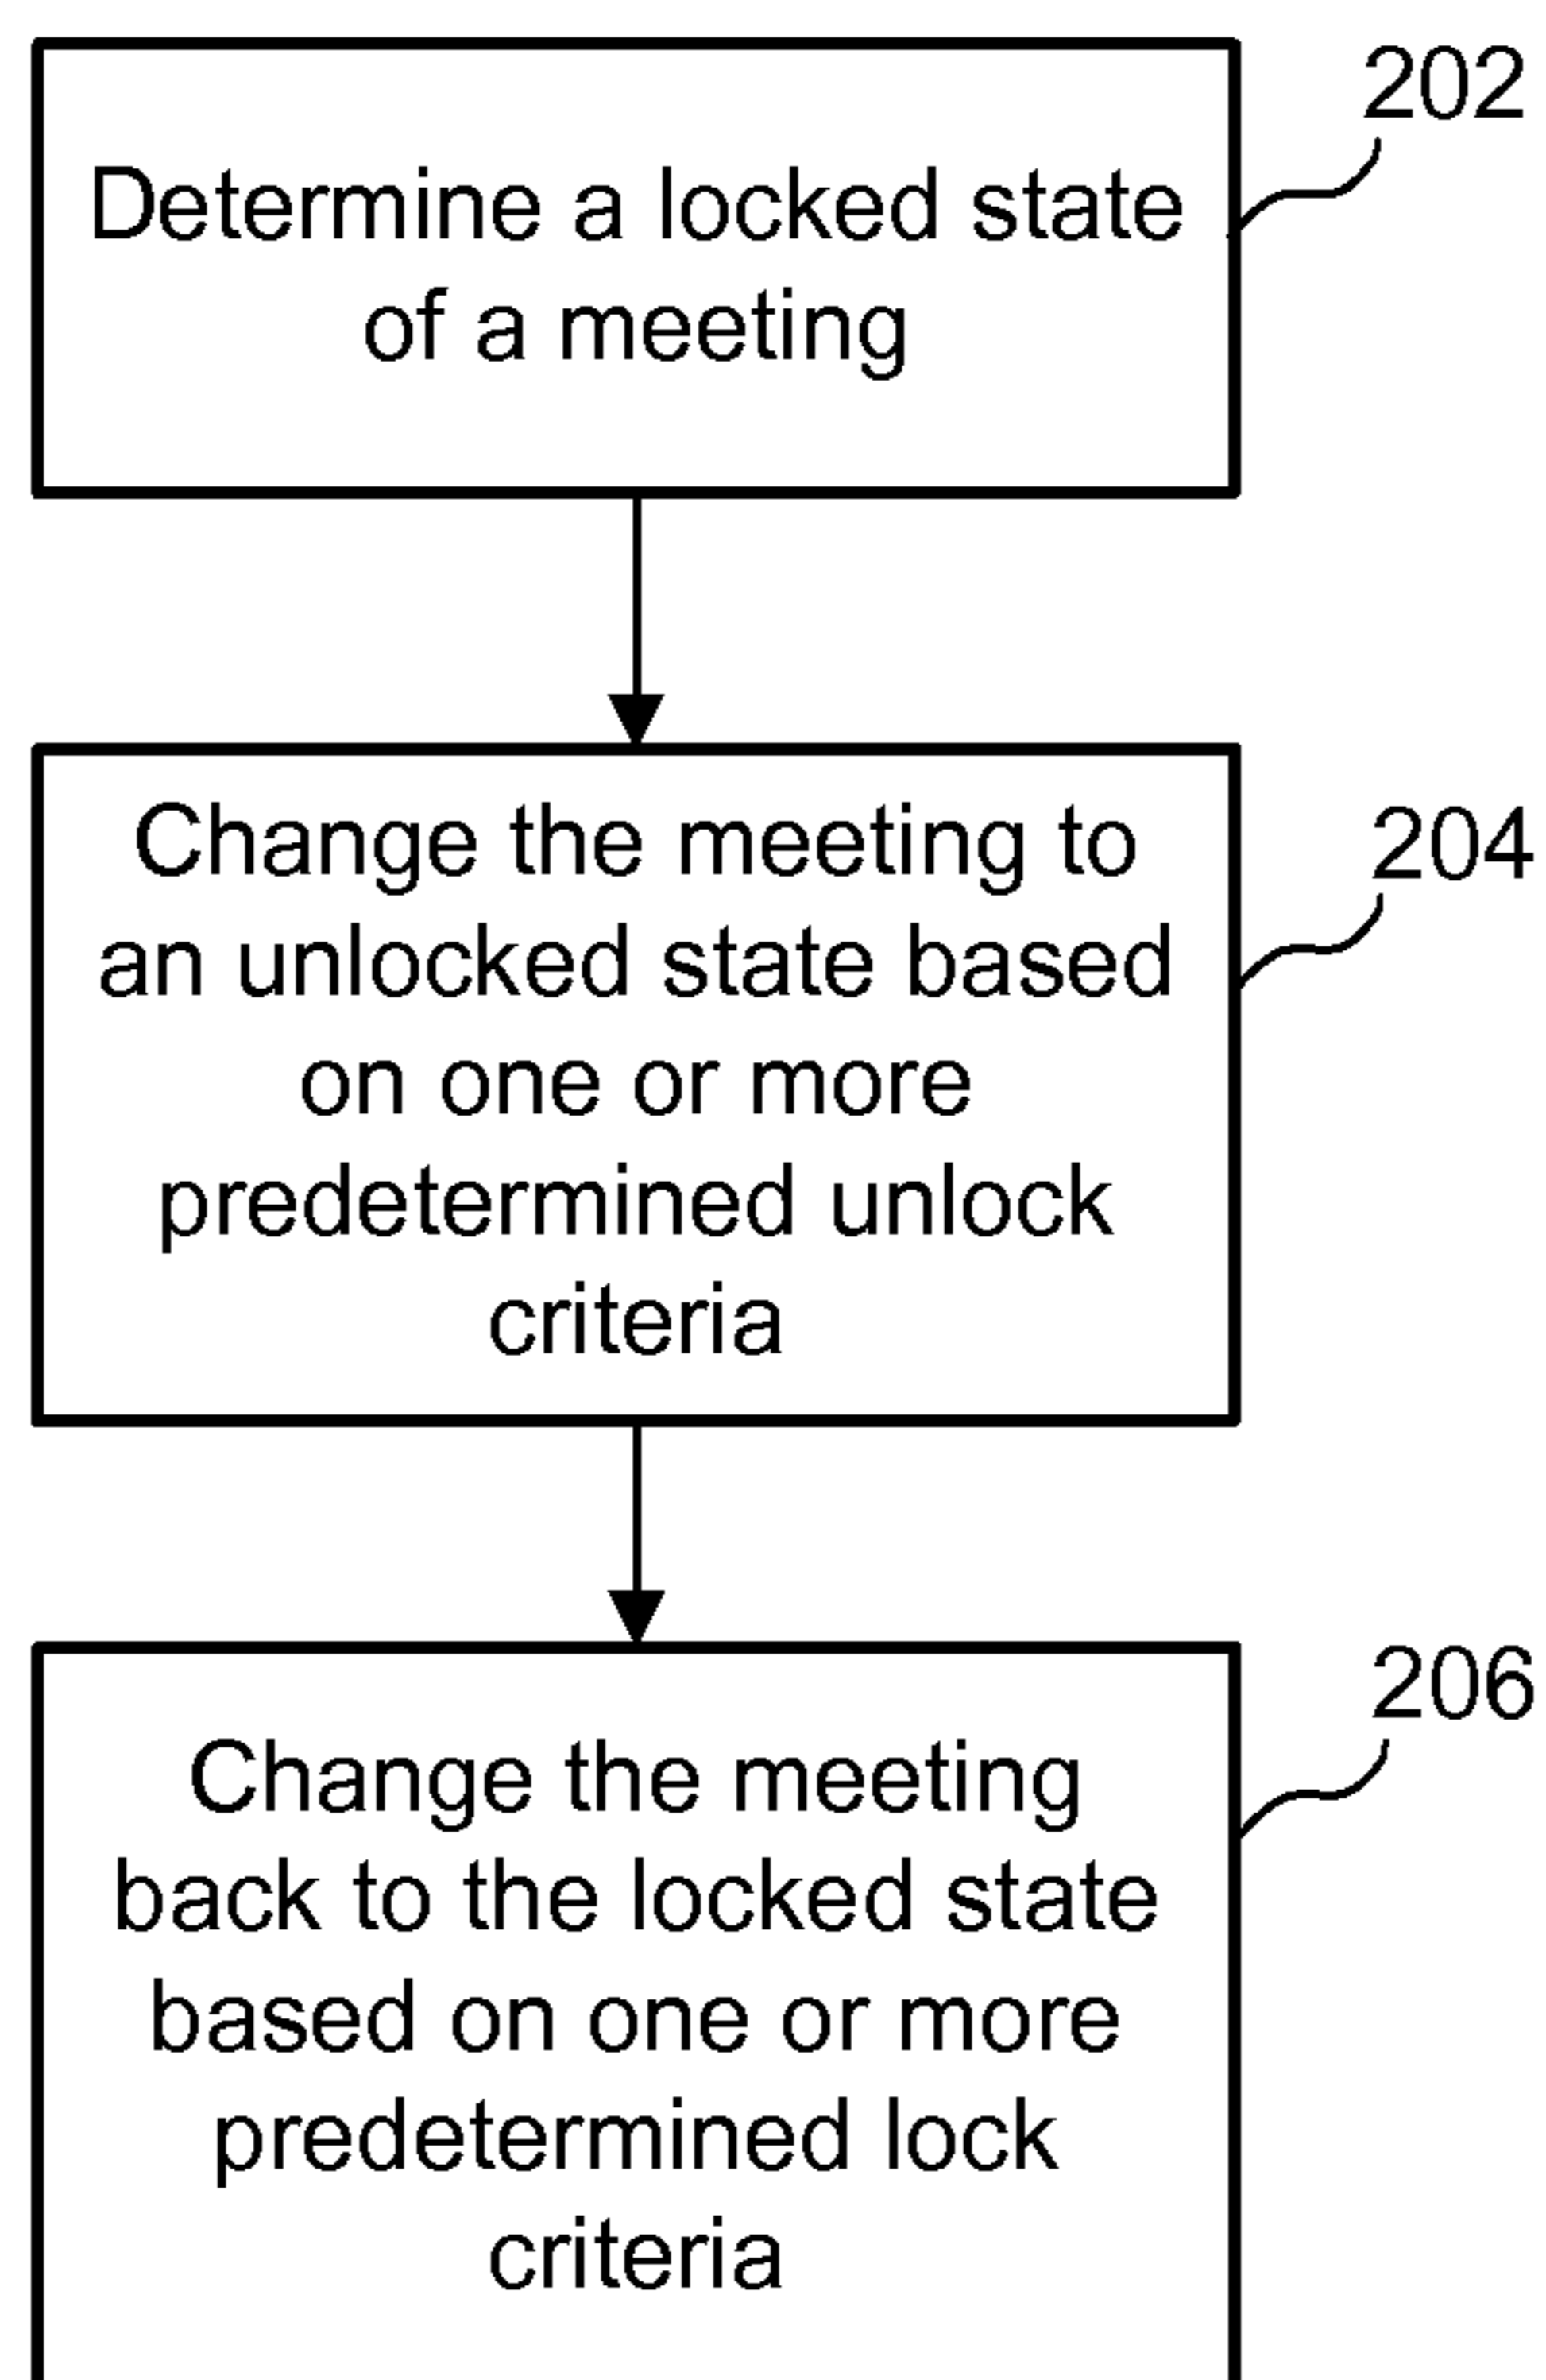 202
Determine a locked state
of a meeting
204
Change the meeting to
an unlocked state based
on one or more
predetermined unlock
criteria
206
Change the meeting
back to the locked state
based on one or more
predetermined lock
criteria